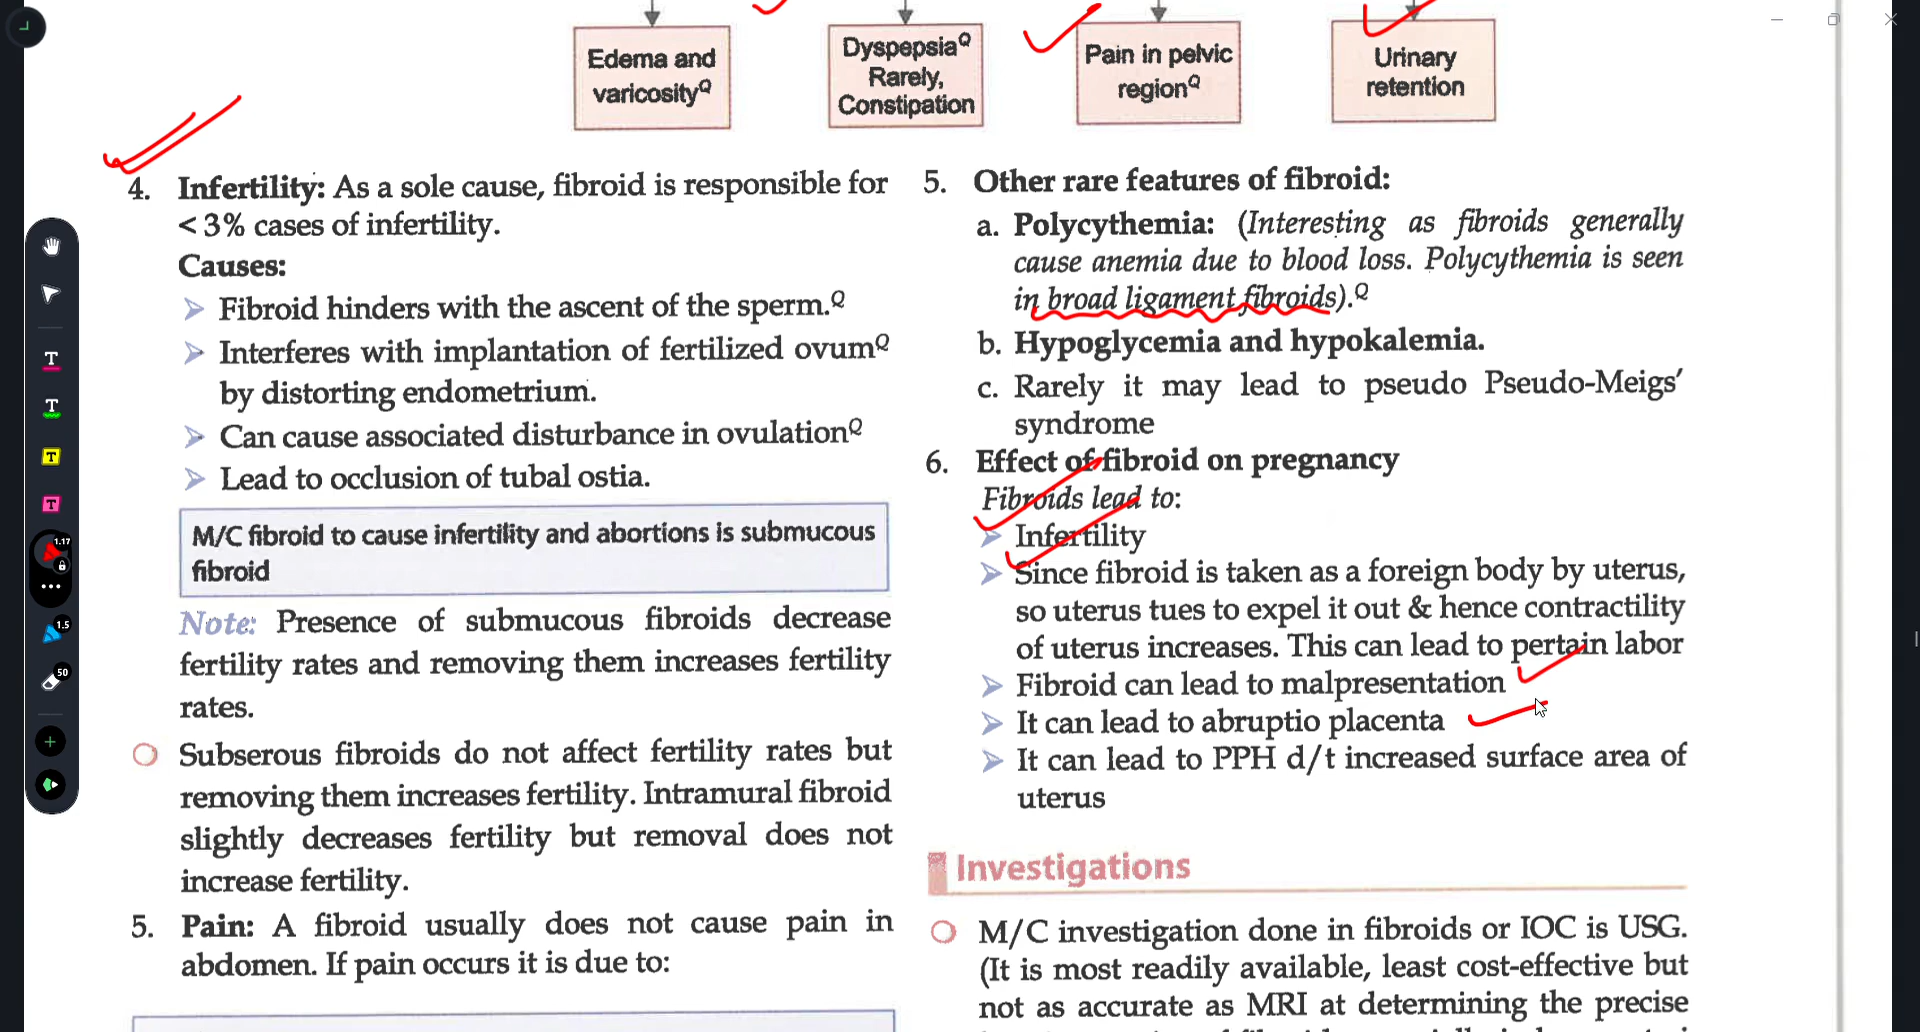 Edema and
varicosityQ
DyspepsiaQ
Rarely,
Constipation
Pain in pelvic
regionQ
Urinary
retention
4. Infertility: As a sole cause, fibroid is responsible for
< 3% cases of infertility.
Causes:
Fibroid hinders with the ascent of the sperm.Q
Interferes with implantation of fertilized ovumQ
by distorting endometrium.
Can cause associated disturbance in ovulationQ
Lead to occlusion of tubal ostia.
M/C fibroid to cause infertility and abortions is submucous
fibroid
Note: Presence of submucous fibroids decrease
fertility rates and removing them increases fertility
rates.
Subserous fibroids do not affect fertility rates but
removing them increases fertility. Intramural fibroid
slightly decreases fertility but removal does not
increase fertility.
5. Pain: A fibroid usually does not cause pain in
abdomen. If pain occurs it is due to:
5. Other rare features of fibroid:
a. Polycythemia: (Interesting as fibroids generally
cause anemia due to blood loss. Polycythemia is seen
in broad ligament fibroids).Q
b. Hypoglycemia and hypokalemia.
c. Rarely it may lead to pseudo Pseudo-Meigs'
syndrome
6. Effect of fibroid on pregnancy
Fibroids lead to:
Infertility
Since fibroid is taken as a foreign body by uterus,
so uterus tues to expel it out & hence contractility
of uterus increases. This can lead to pertain labor
Fibroid can lead to malpresentation
It can lead to abruptio placenta
It can lead to PPH d/t increased surface area of
uterus
Investigations
M/C investigation done in fibroids or IOC is USG.
(It is most readily available, least cost-effective but
not as accurate as MRI at determining the precise
T
T
T
T
1.17
1.5
50